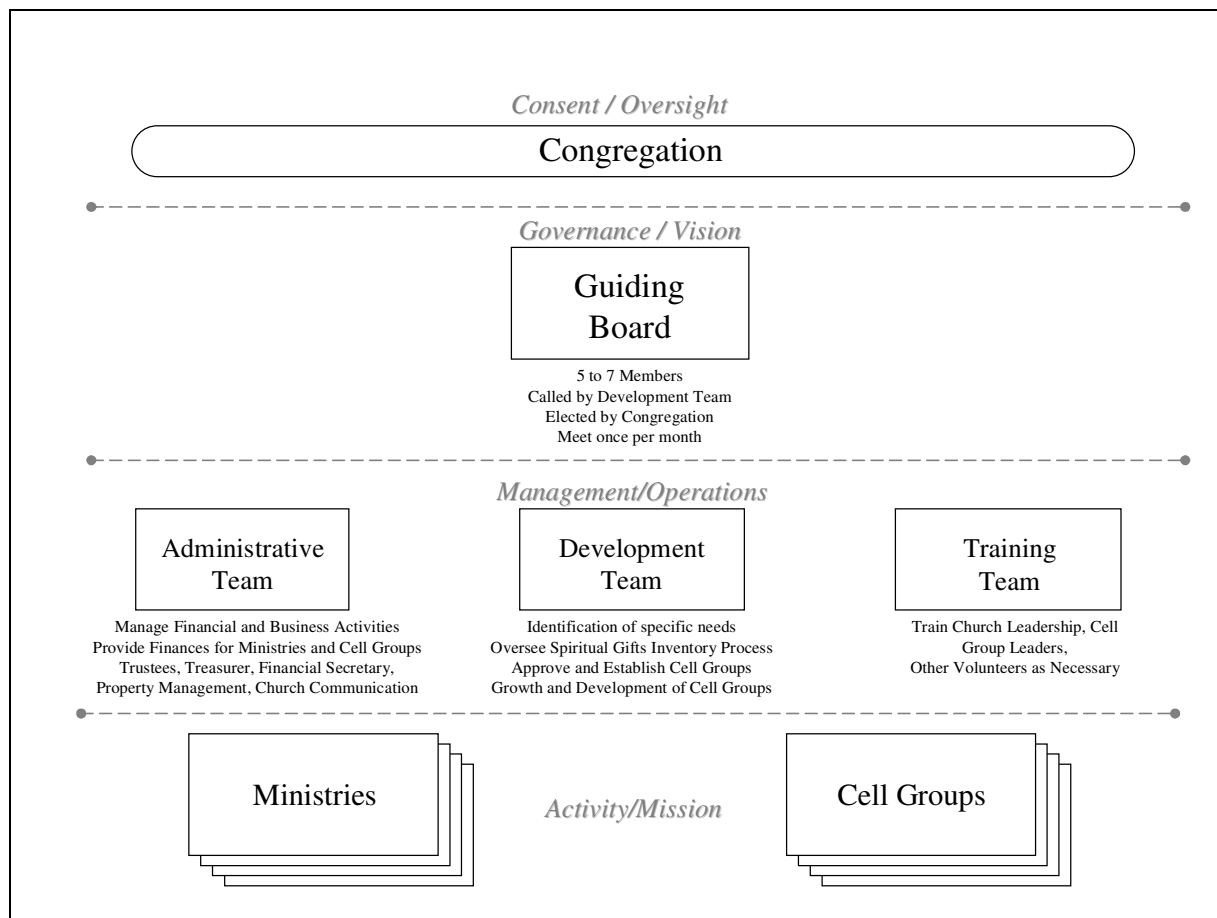 Consent / Oversight
Congregation
Governance / Vision
Guiding
Board
5 to 7 Members
Called by Development Team
Elected by Congregation
Meet once per month
Management/Operations
Administrative
Team
Manage Financial and Business Activities
Provide Finances for Ministries and Cell Groups
Trustees, Treasurer, Financial Secretary,
Property Management, Church Communication
Development
Team
Identification of specific needs
Oversee Spiritual Gifts Inventory Process
Approve and Establish Cell Groups
Growth and Development of Cell Groups
Training
Team
Train Church Leadership, Cell
Group Leaders,
Other Volunteers as Necessary
Ministries
Activity/Mission
Cell Groups